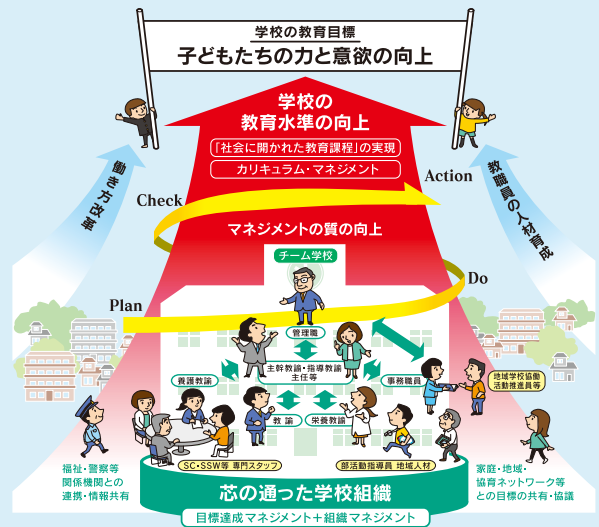 学校の教育目標
子どもたちの力と意欲の向上
学校の
教育水準の向上
「社会に開かれた教育課程」の実現
カリキュラム・マネジメント
働き方改革
教職員の人材育成
Check
Action
マネジメントの質の向上
チーム学校
Plan
Do
管理職
主幹教諭・指導教諭
主任等
養護教諭
事務職員
地域学校協働
活動推進員等
教諭
栄養教諭
SC・SSW等 専門スタッフ
部活動指導員 地域人材
福祉・警察等
関係機関との
連携・情報共有
家庭・地域・
協育ネットワーク等
との目標の共有・協議
芯の通った学校組織
目標達成マネジメント＋組織マネジメント